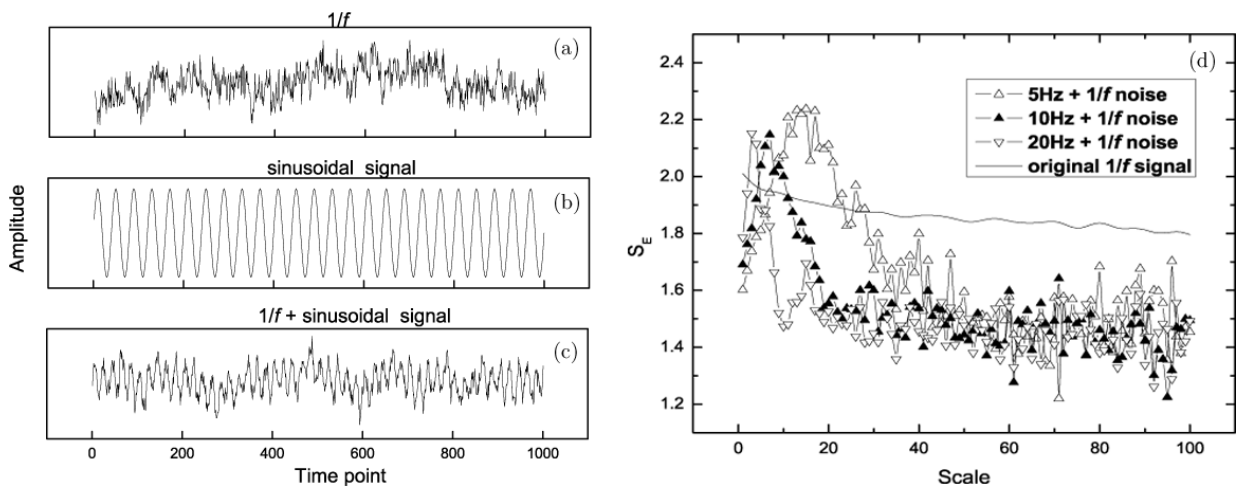 1/f
(a)
sinusoidal signal
(b)
1/f + sinusoidal signal
(c)
Amplitude
0 200 400 600 800 1000
Time point
(d)
5Hz + 1/f noise
10Hz + 1/f noise
20Hz + 1/f noise
original 1/f signal
2.4
2.2
2.0
1.8
1.6
1.4
1.2
S_E
0 20 40 60 80 100
Scale